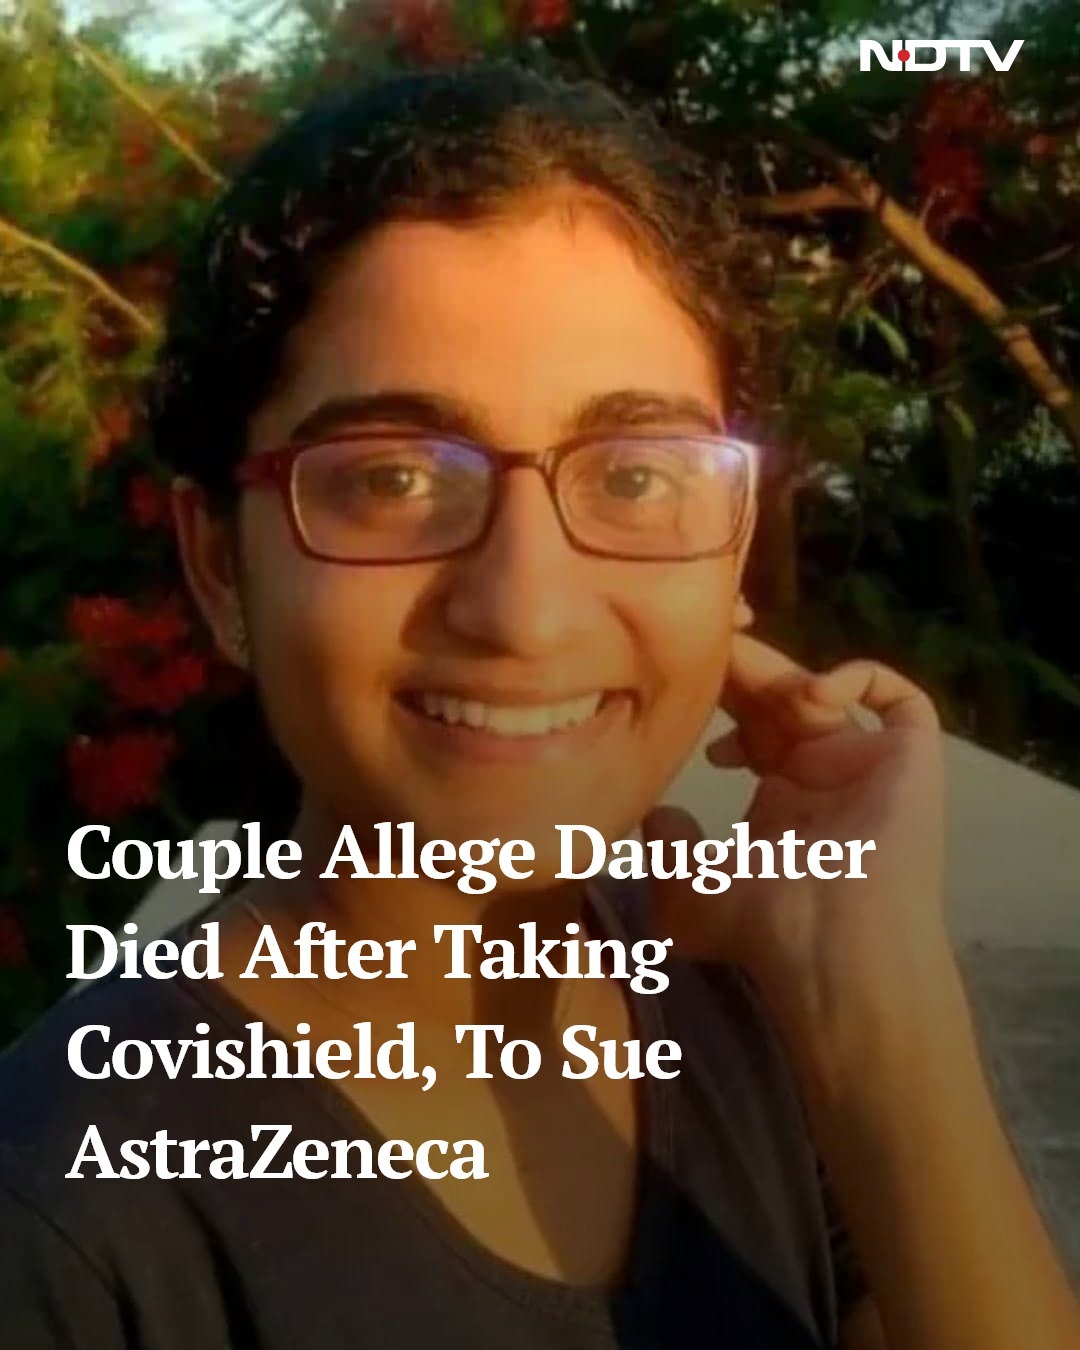 NDTV
Couple Allege Daughter
Died After Taking
Covishield, To Sue
AstraZeneca